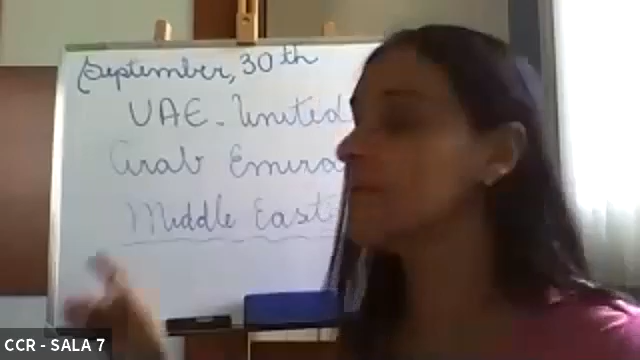 September, 30th
UAE - United
Arab Emira
Middle East
CCR - SALA 7